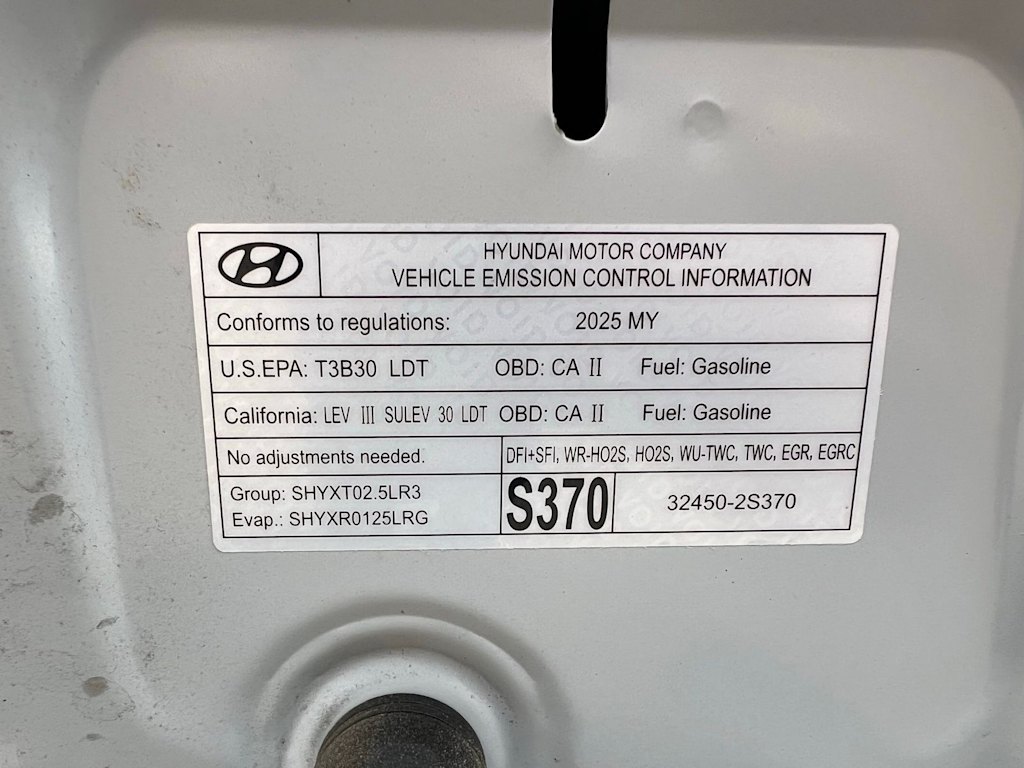 HYUNDAI MOTOR COMPANY
VEHICLE EMISSION CONTROL INFORMATION
Conforms to regulations: 2025 MY
U.S.EPA: T3B30 LDT OBD: CA II Fuel: Gasoline
California: LEV III SULEV 30 LDT OBD: CA II Fuel: Gasoline
No adjustments needed. DFI+SFI, WR-HO2S, HO2S, WU-TWC, TWC, EGR, EGRC
Group: SHYXT02.5LR3
Evap.: SHYXR0125LRG
S370
32450-2S370